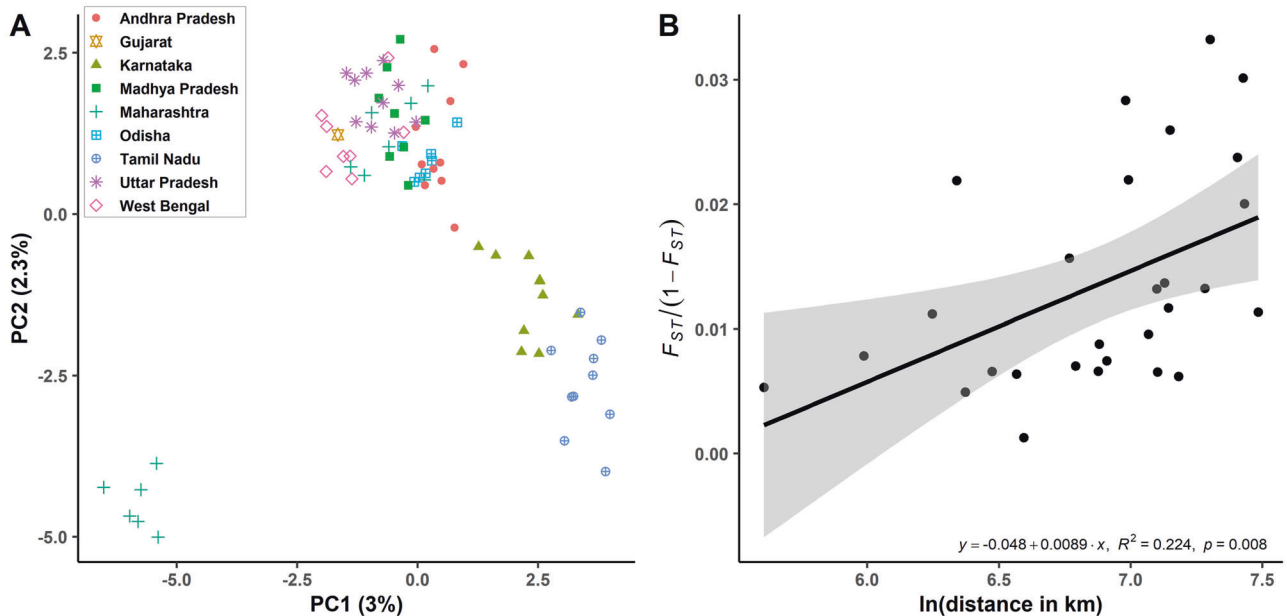 A
Andhra Pradesh
Gujarat
Karnataka
Madhya Pradesh
Maharashtra
Odisha
Tamil Nadu
Uttar Pradesh
West Bengal
2.5
0.0
-2.5
-5.0
PC2 (2.3%)
-5.0 -2.5 0.0 2.5
PC1 (3%)
B
0.03
0.02
0.01
0.00
F_ST/(1−F_ST)
y = -0.048 + 0.0089 · x, R² = 0.224, p = 0.008
6.0 6.5 7.0 7.5
ln(distance in km)